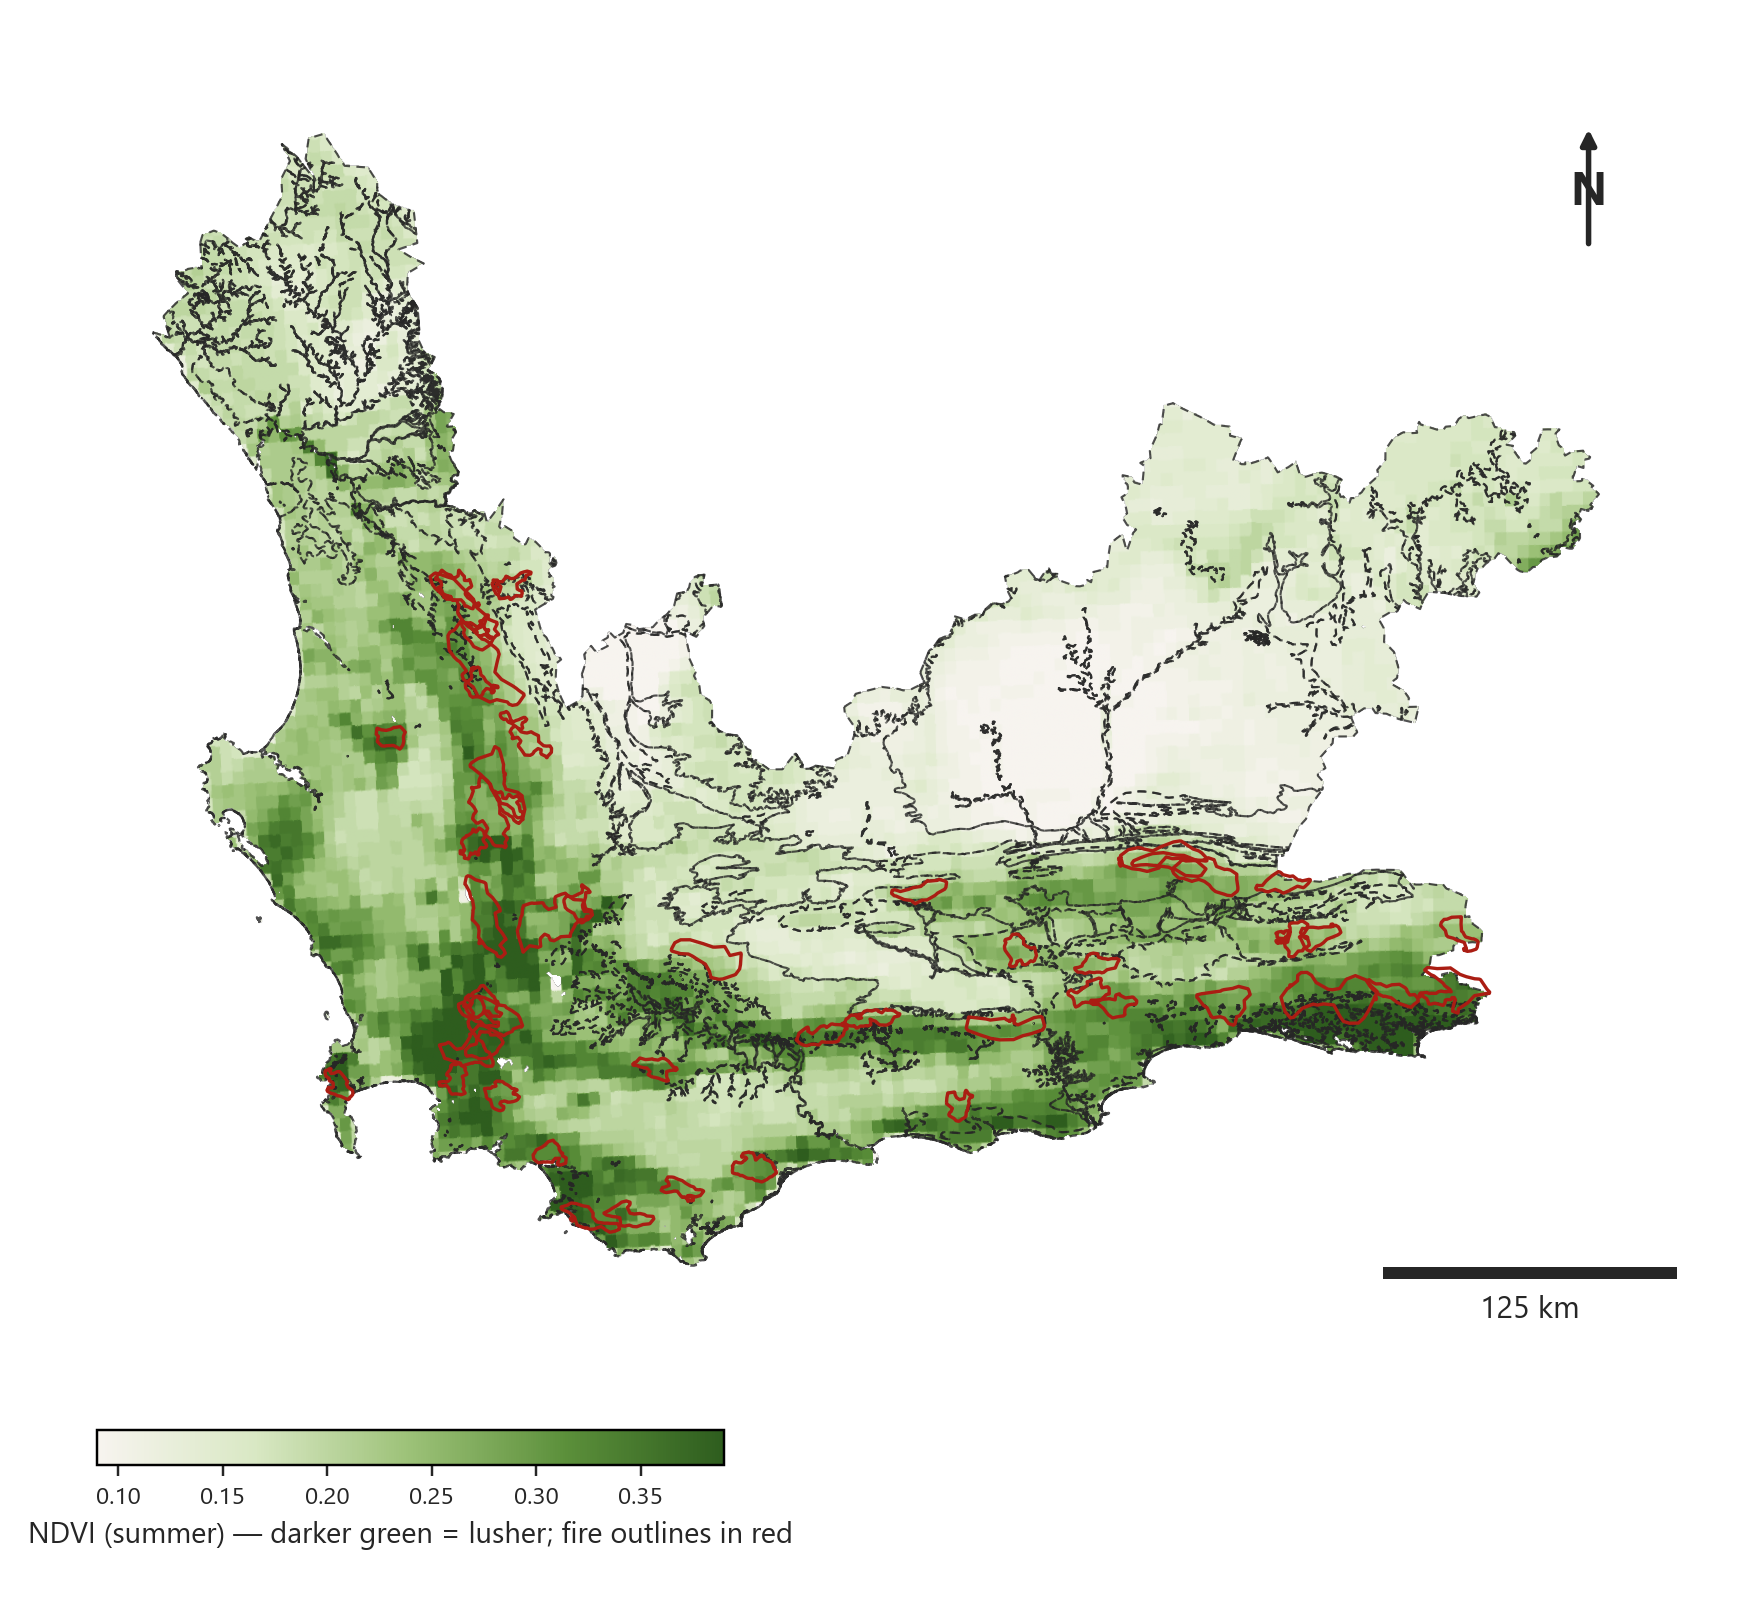 N
125 km
0.10 0.15 0.20 0.25 0.30 0.35
NDVI (summer) — darker green = lusher; fire outlines in red